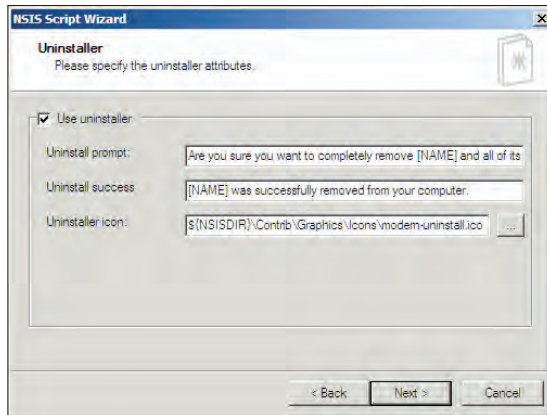 NSIS Script Wizard
Uninstaller
Please specify the uninstaller attributes.
Use uninstaller
Uninstall prompt:
Are you sure you want to completely remove [NAME] and all of its
Uninstall success
[NAME] was successfully removed from your computer.
Uninstaller icon:
${NSISDIR}\Contrib\Graphics\Icons\modern-uninstall.ico
...
< Back
Next >
Cancel